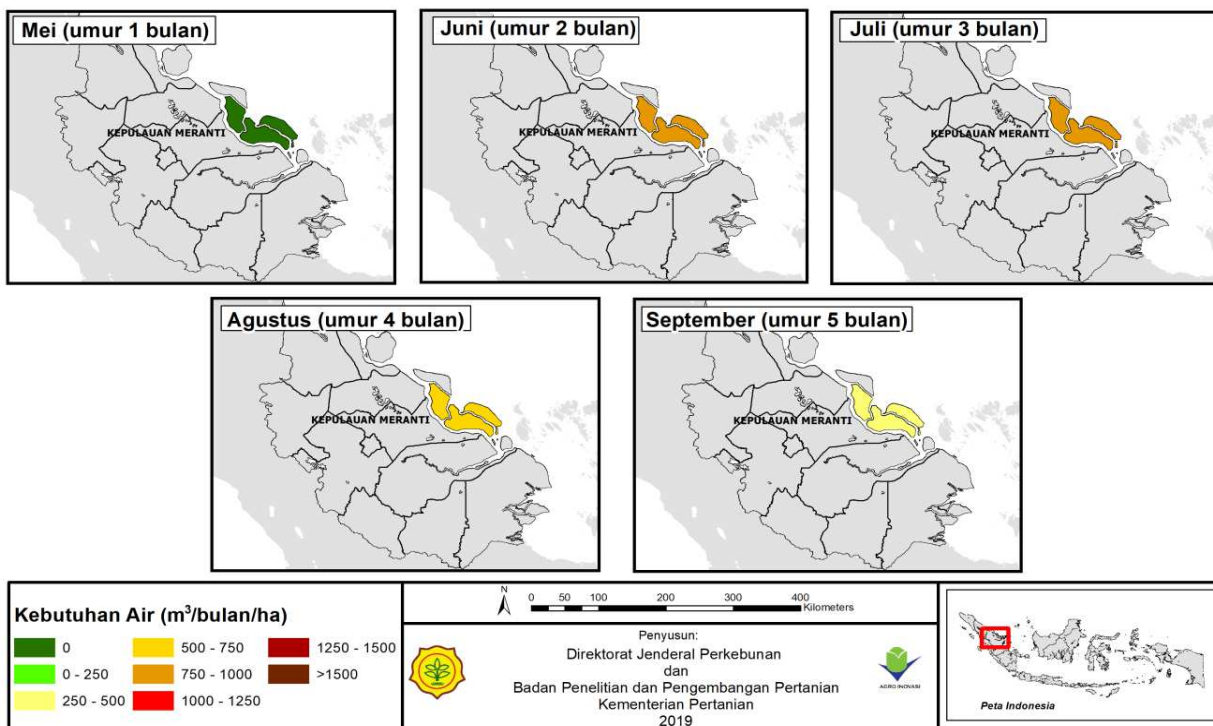 Mei (umur 1 bulan)
KEPULAUAN MERANTI
Juni (umur 2 bulan)
KEPULAUAN MERANTI
Juli (umur 3 bulan)
KEPULAUAN MERANTI
Agustus (umur 4 bulan)
KEPULAUAN MERANTI
September (umur 5 bulan)
KEPULAUAN MERANTI
Kebutuhan Air (m³/bulan/ha)
0
0 - 250
250 - 500
500 - 750
750 - 1000
1000 - 1250
1250 - 1500
>1500
N
0 50 100 200 300 400
Kilometers
Penyusun:
Direktorat Jenderal Perkebunan
dan
Badan Penelitian dan Pengembangan Pertanian
Kementerian Pertanian
2019
AGRO INOVASI
Peta Indonesia